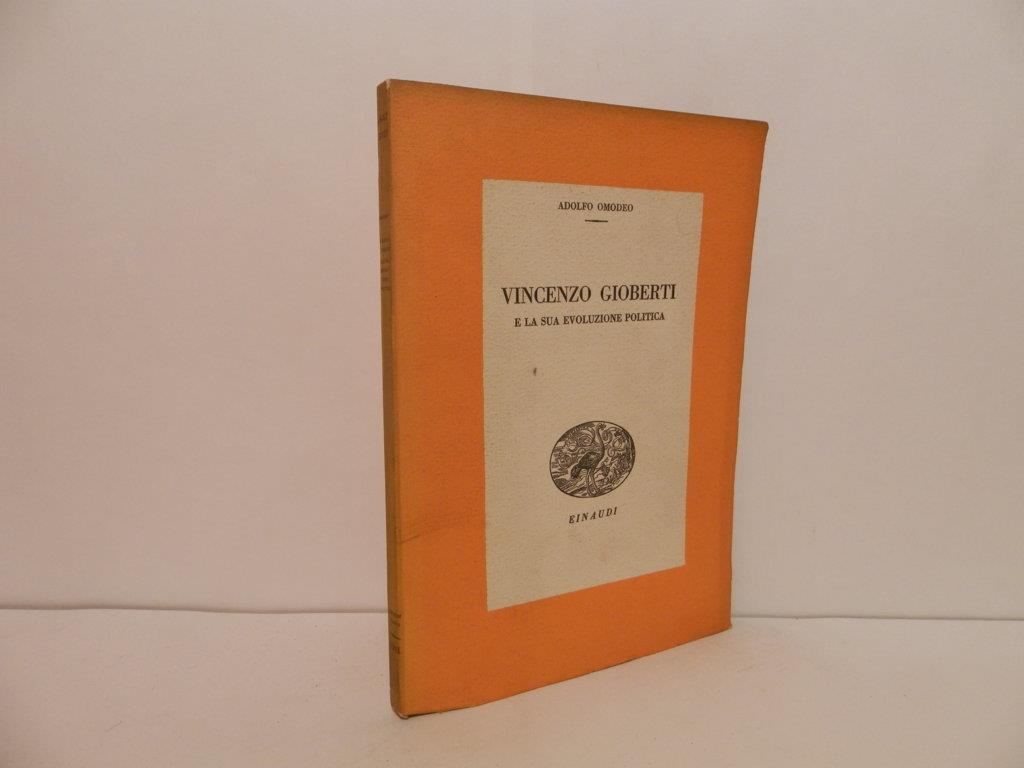 ADOLFO OMODEO
VINCENZO GIOBERTI
E LA SUA EVOLUZIONE POLITICA
EINAUDI